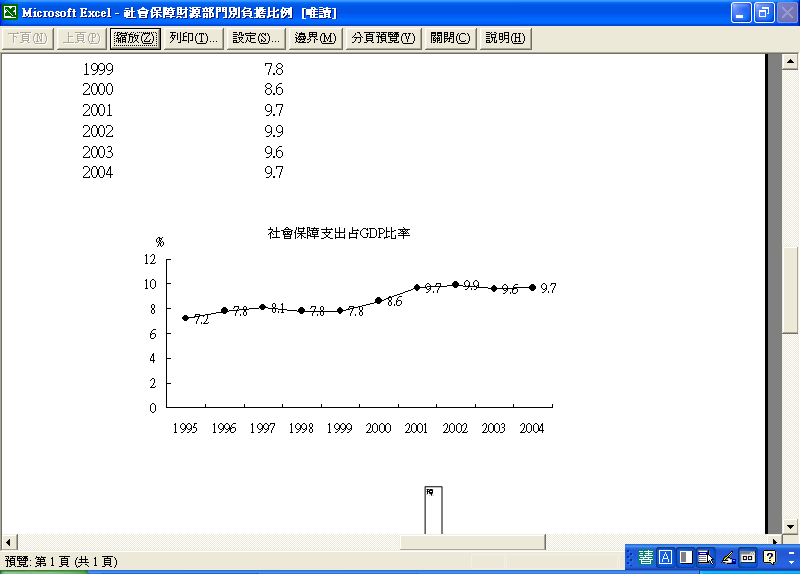 Microsoft Excel - 社會保障財源部門別負擔比例 [唯讀]
下頁(N) 上頁(P) 縮放(Z) 列印(T)... 設定(S)... 邊界(M) 分頁預覽(V) 關閉(C) 說明(H)
1999 7.8
2000 8.6
2001 9.7
2002 9.9
2003 9.6
2004 9.7
社會保障支出占GDP比率
%
12
10
8
6
4
2
0
7.2 7.8 8.1 7.8 7.8 8.6 9.7 9.9 9.6 9.7
1995 1996 1997 1998 1999 2000 2001 2002 2003 2004
預覽: 第 1 頁 (共 1 頁)
A